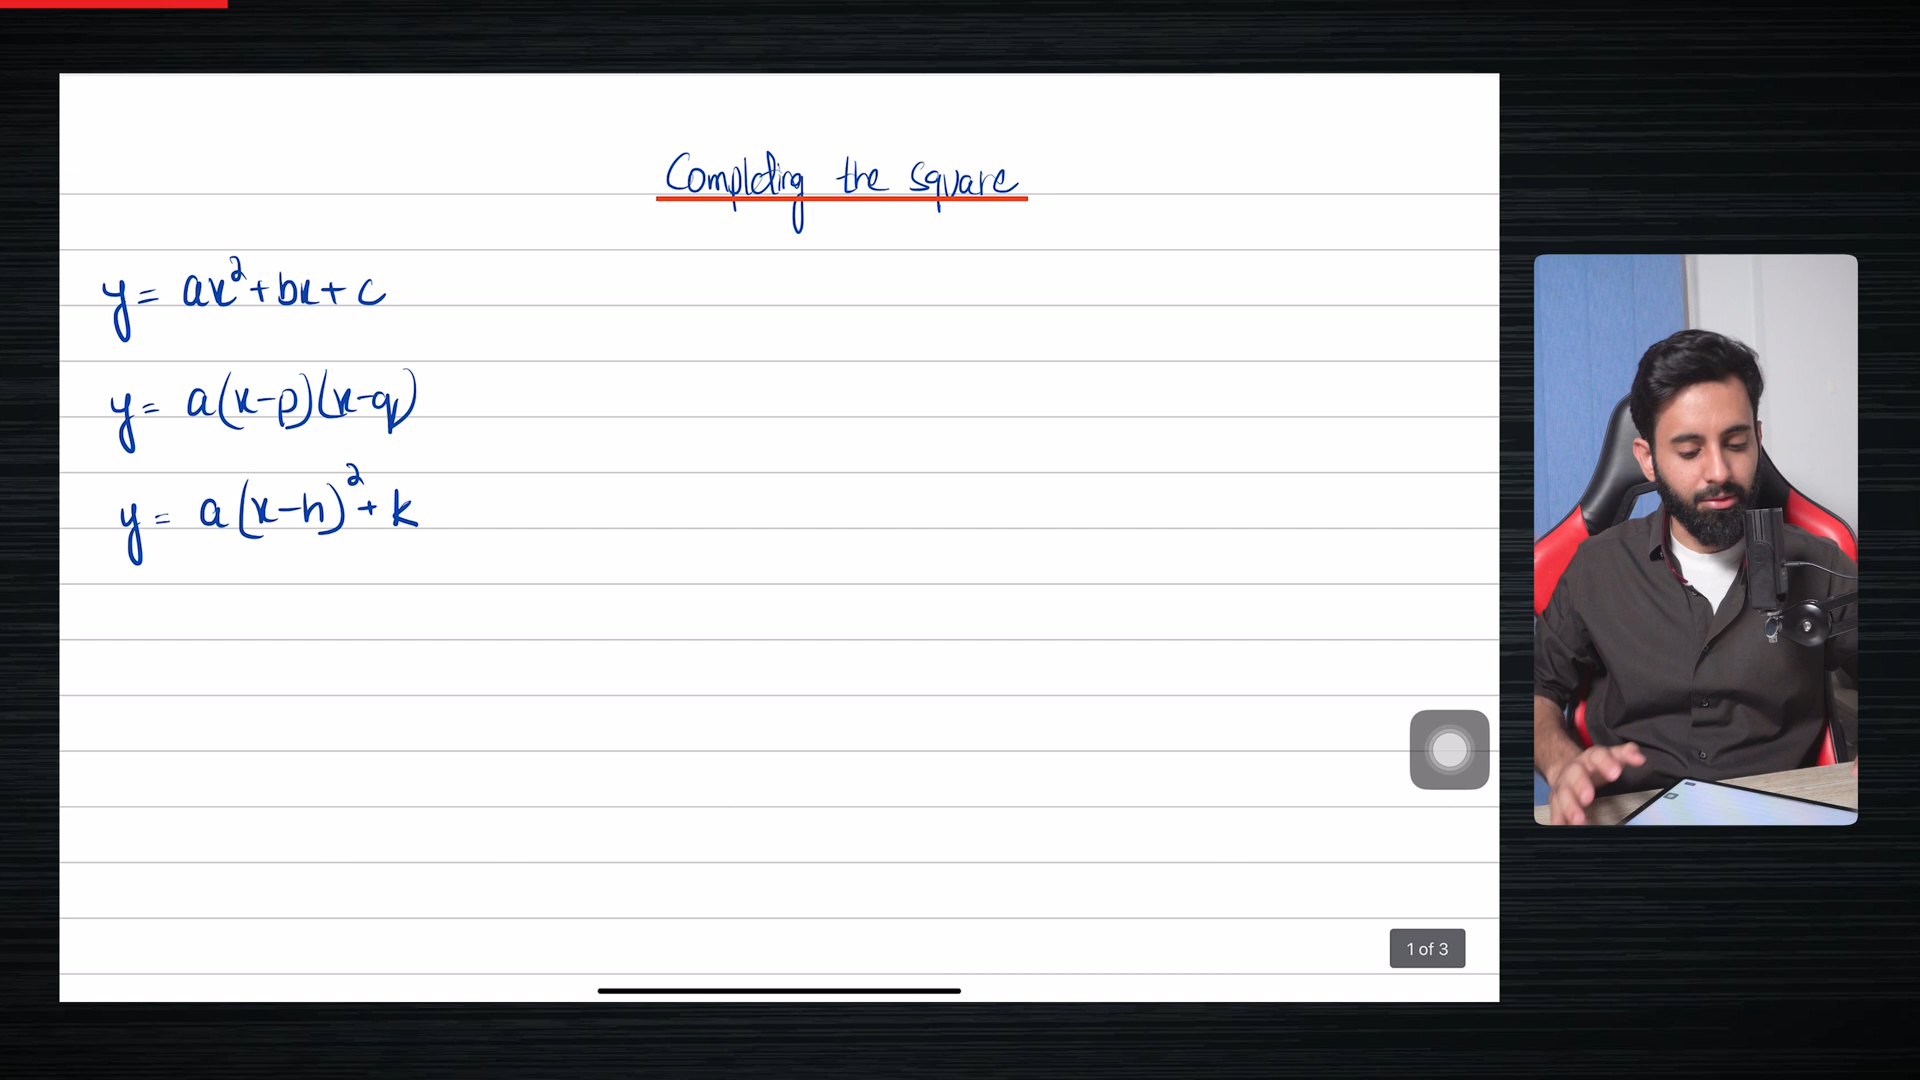 Completing the square
y = ax²+bx+c
y = a(x-p)(x-q)
y = a(x-h)²+k
1 of 3